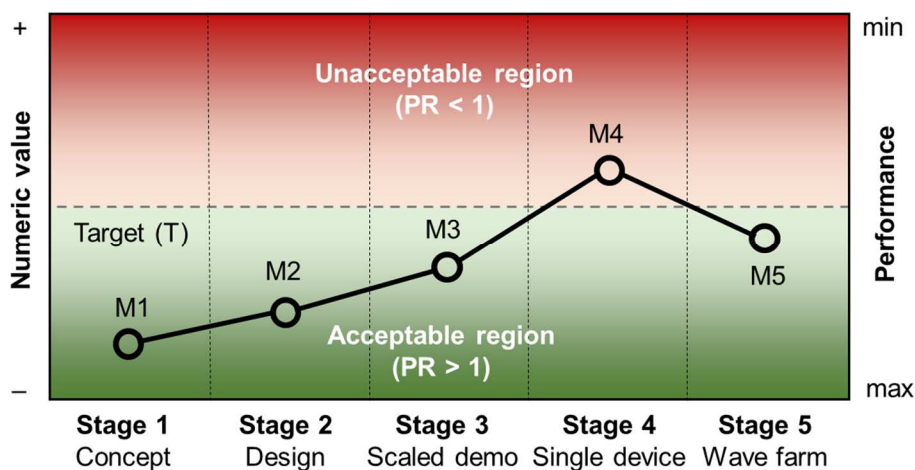 +
min
Unacceptable region
(PR < 1)
M4
Numeric value
Performance
Target (T)
M3
M2
M5
M1
Acceptable region
(PR > 1)
–
max
Stage 1
Concept
Stage 2
Design
Stage 3
Scaled demo
Stage 4
Single device
Stage 5
Wave farm